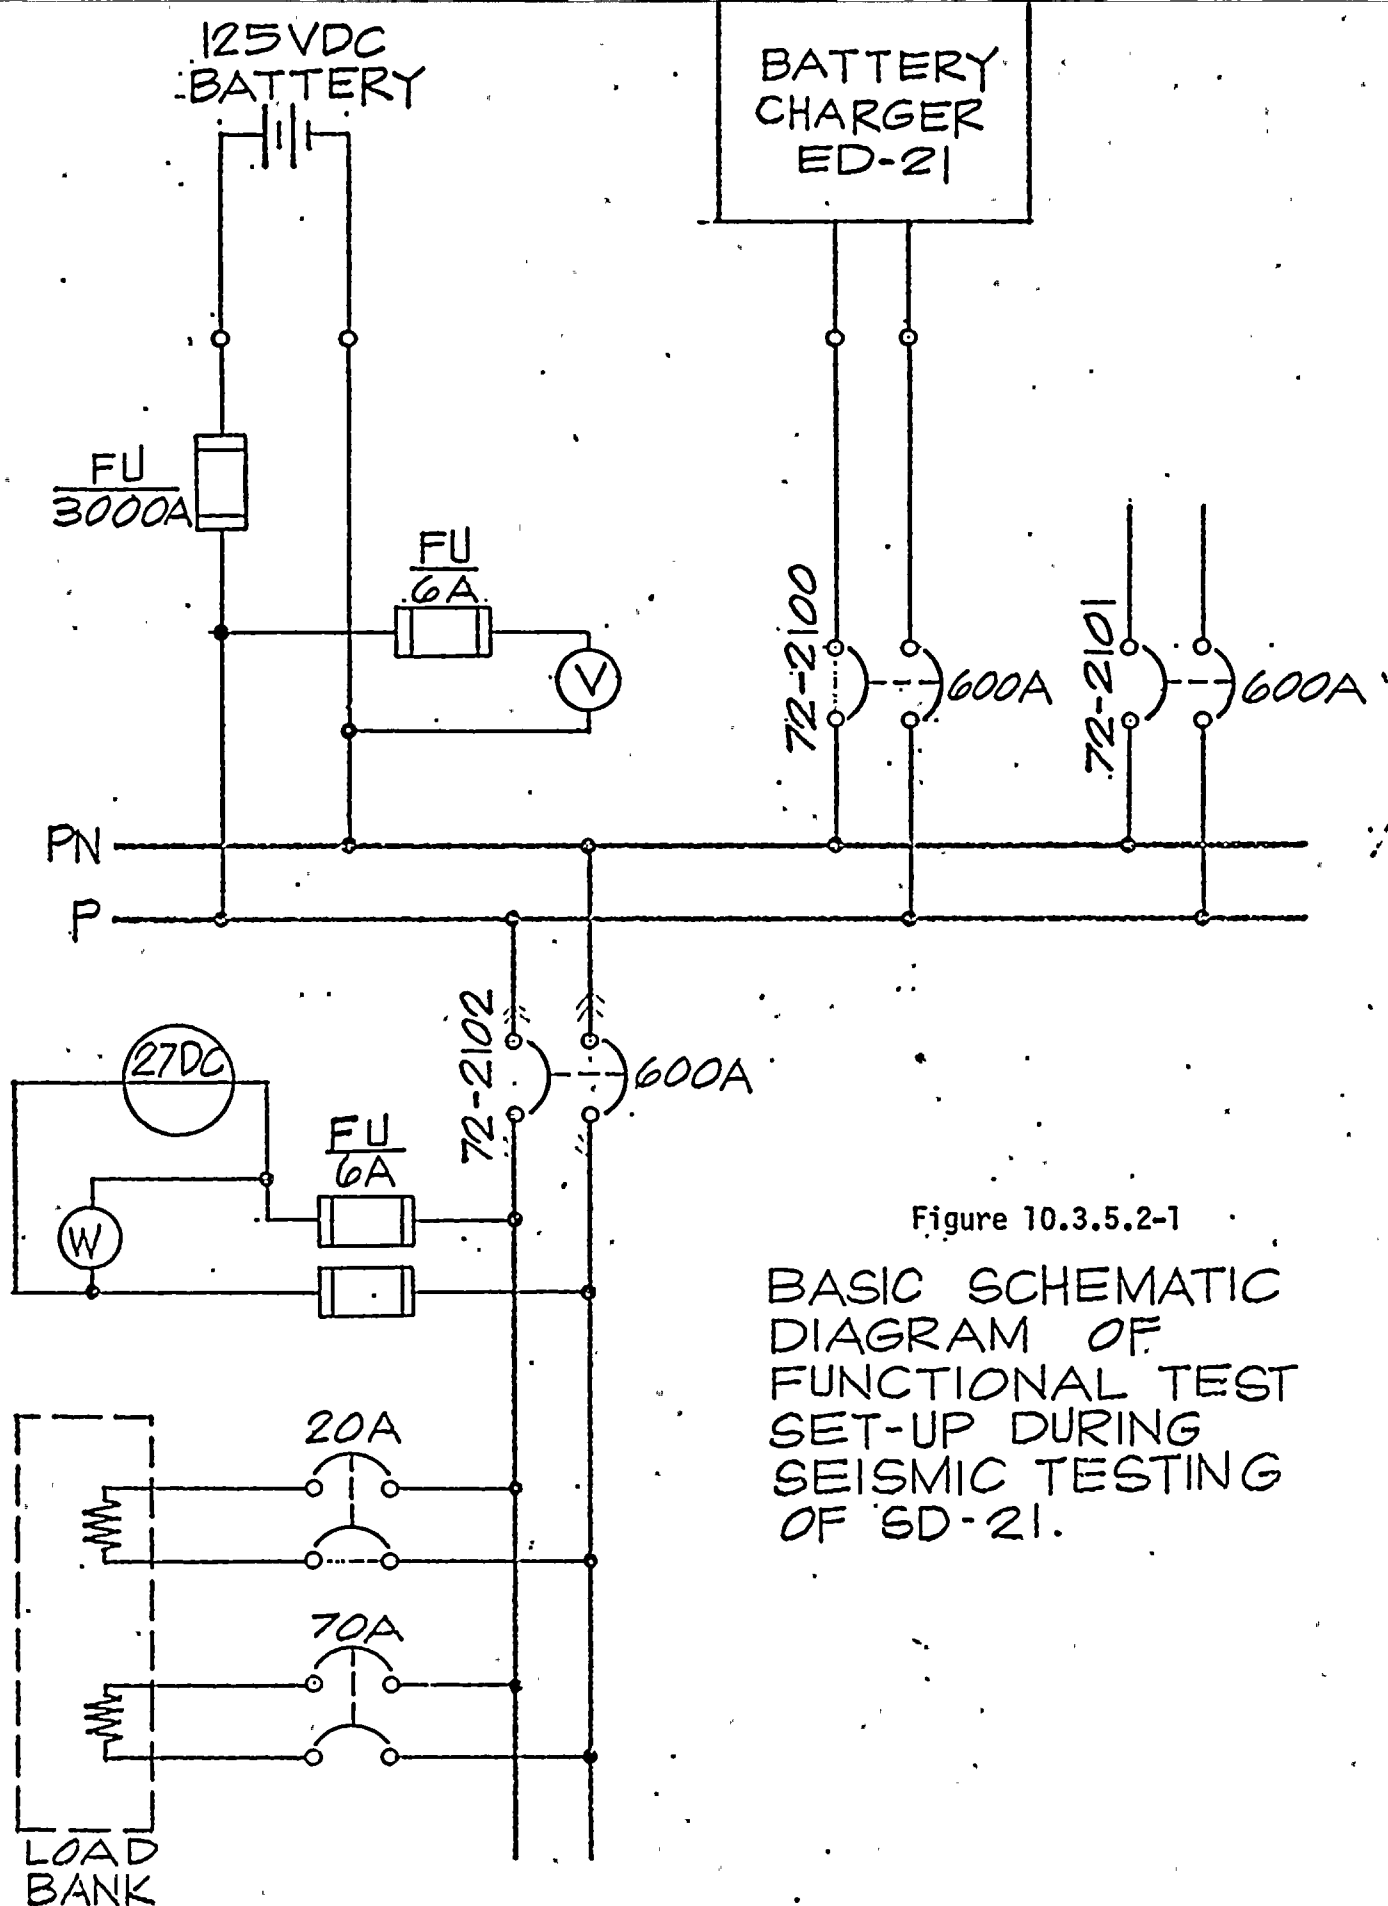 125VDC
BATTERY
BATTERY
CHARGER
ED-21
FU
3000A
FU
6A
V
72-2100
600A
72-2101
600A
PN
P
72-2102
600A
27DC
FU
6A
W
Figure 10.3.5.2-1
BASIC SCHEMATIC
DIAGRAM OF
FUNCTIONAL TEST
SET-UP DURING
SEISMIC TESTING
OF SD-21.
20A
70A
LOAD
BANK